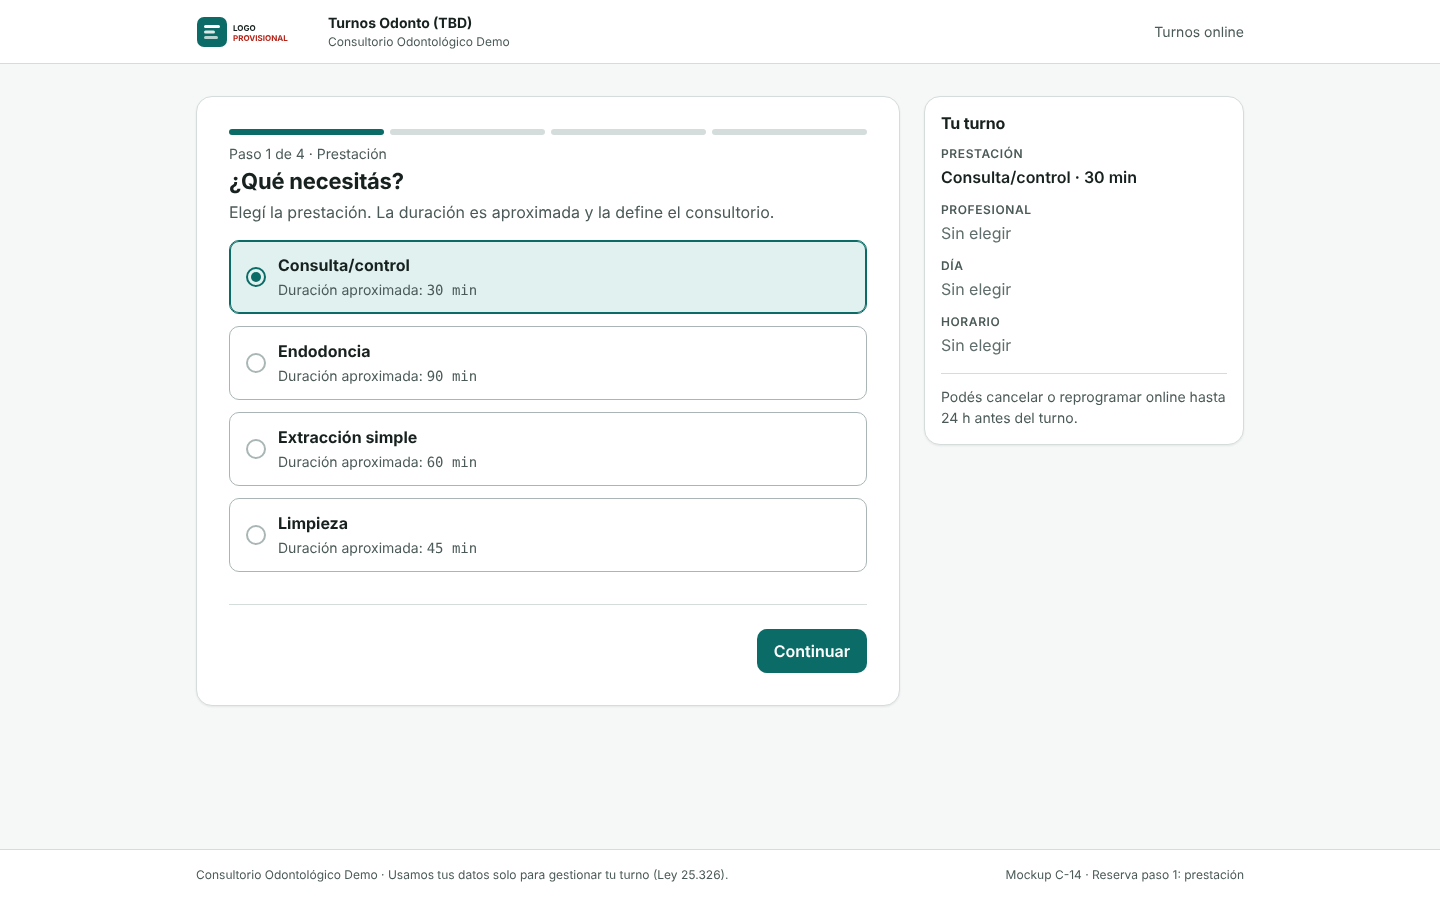 LOGO
PROVISIONAL
Turnos Odonto (TBD)
Consultorio Odontológico Demo
Turnos online
Paso 1 de 4 · Prestación
¿Qué necesitás?
Elegí la prestación. La duración es aproximada y la define el consultorio.
Consulta/control
Duración aproximada: 30 min
Endodoncia
Duración aproximada: 90 min
Extracción simple
Duración aproximada: 60 min
Limpieza
Duración aproximada: 45 min
Continuar
Tu turno
PRESTACIÓN
Consulta/control · 30 min
PROFESIONAL
Sin elegir
DÍA
Sin elegir
HORARIO
Sin elegir
Podés cancelar o reprogramar online hasta
24 h antes del turno.
Consultorio Odontológico Demo · Usamos tus datos solo para gestionar tu turno (Ley 25.326).
Mockup C-14 · Reserva paso 1: prestación